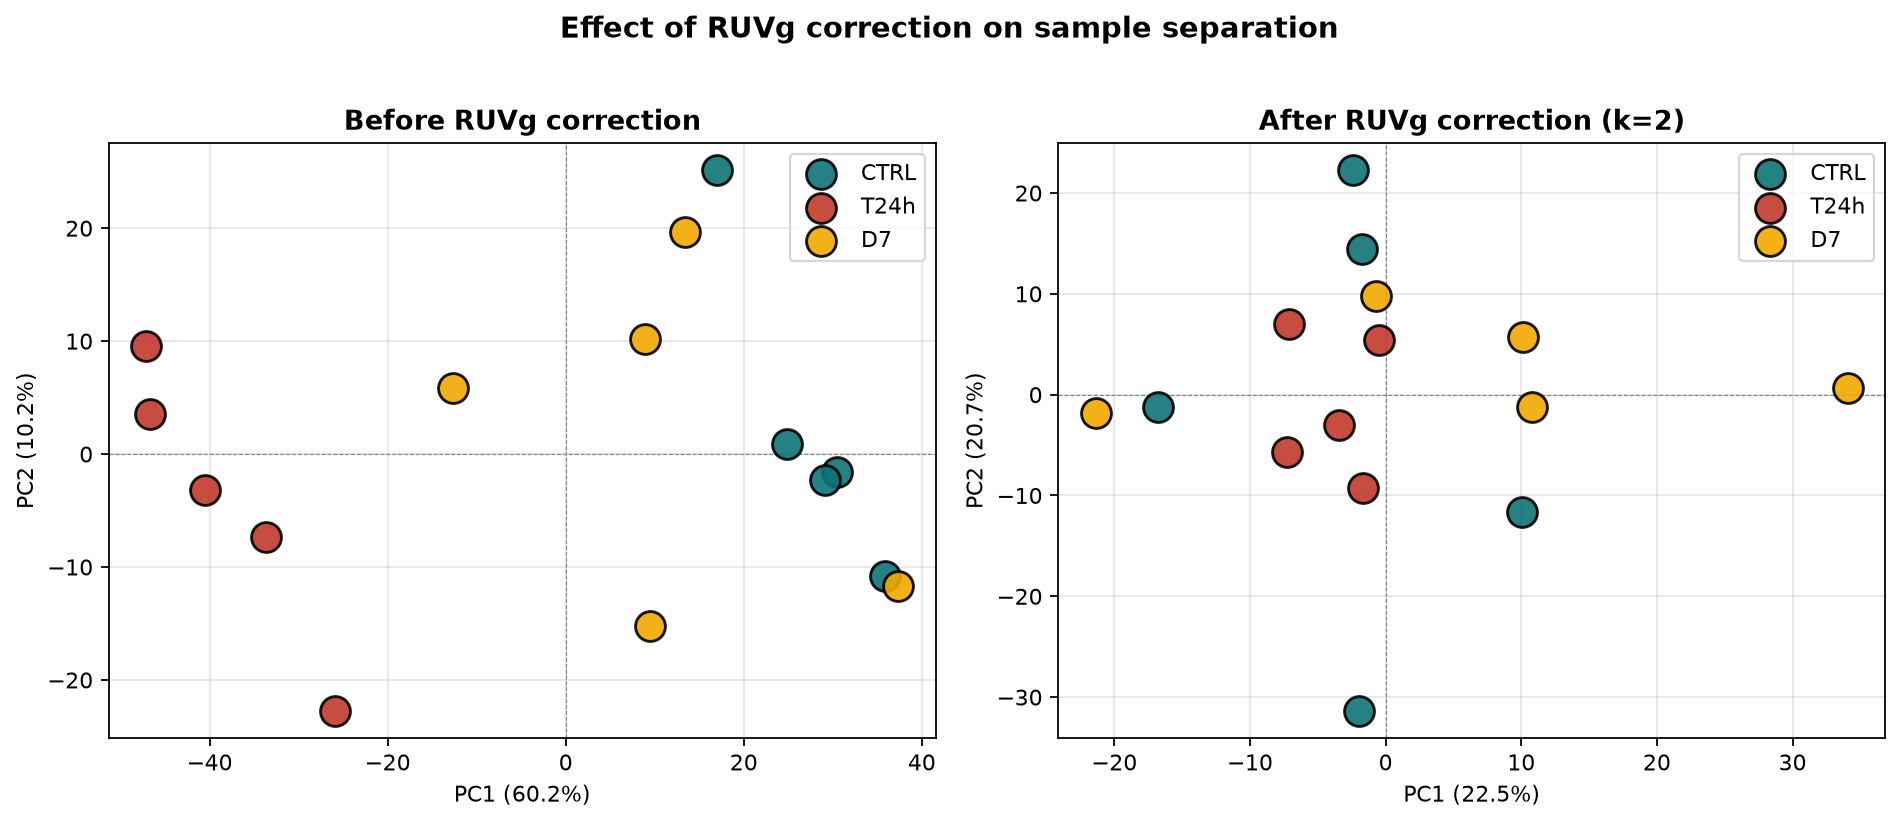 Effect of RUVg correction on sample separation
Before RUVg correction
CTRL
T24h
D7
20
10
0
−10
−20
PC2 (10.2%)
−40
−20
0
20
40
PC1 (60.2%)
After RUVg correction (k=2)
CTRL
T24h
D7
20
10
0
−10
−20
−30
PC2 (20.7%)
−20
−10
0
10
20
30
PC1 (22.5%)